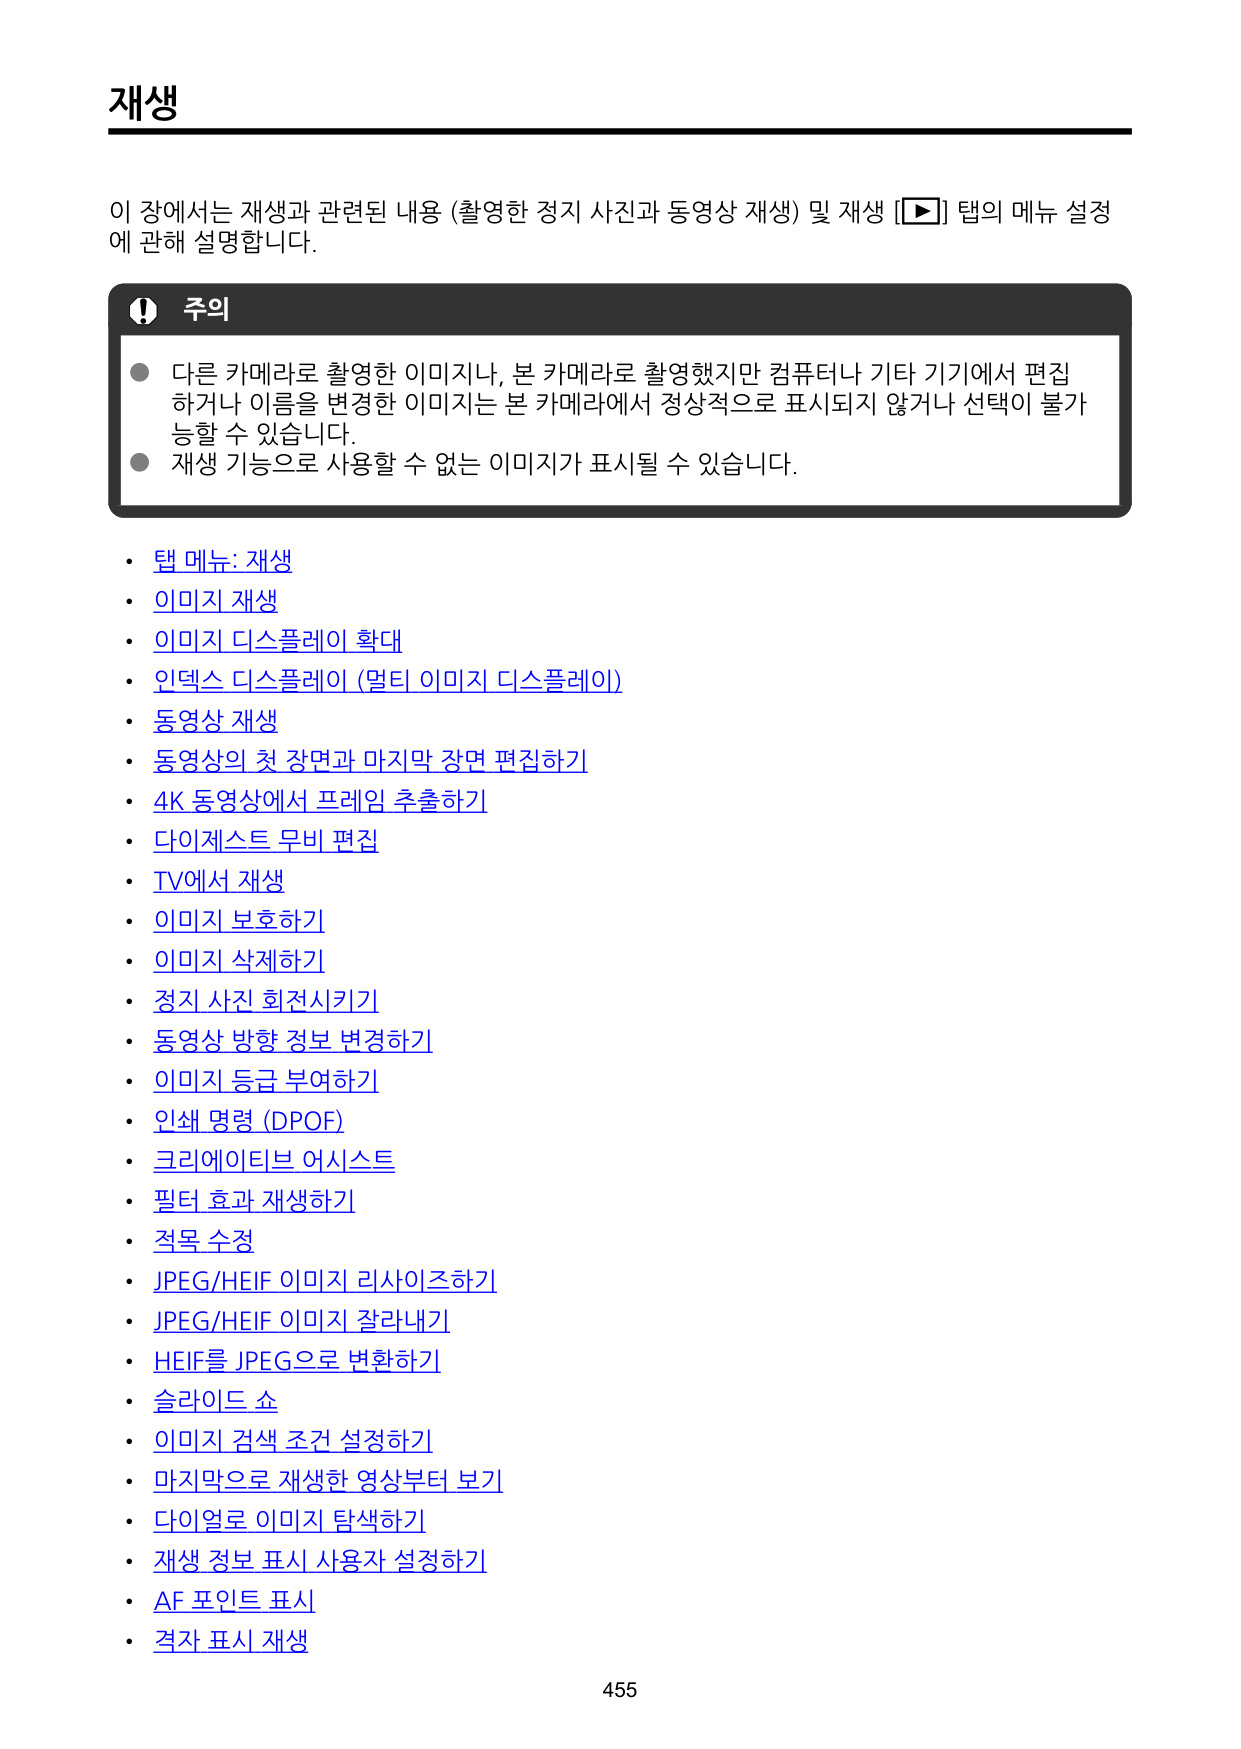 재생
이 장에서는 재생과 관련된 내용 (촬영한 정지 사진과 동영상 재생) 및 재생 [▶] 탭의 메뉴 설정
에 관해 설명합니다.
주의
● 다른 카메라로 촬영한 이미지나, 본 카메라로 촬영했지만 컴퓨터나 기타 기기에서 편집
하거나 이름을 변경한 이미지는 본 카메라에서 정상적으로 표시되지 않거나 선택이 불가
능할 수 있습니다.
● 재생 기능으로 사용할 수 없는 이미지가 표시될 수 있습니다.
• 탭 메뉴: 재생
• 이미지 재생
• 이미지 디스플레이 확대
• 인덱스 디스플레이 (멀티 이미지 디스플레이)
• 동영상 재생
• 동영상의 첫 장면과 마지막 장면 편집하기
• 4K 동영상에서 프레임 추출하기
• 다이제스트 무비 편집
• TV에서 재생
• 이미지 보호하기
• 이미지 삭제하기
• 정지 사진 회전시키기
• 동영상 방향 정보 변경하기
• 이미지 등급 부여하기
• 인쇄 명령 (DPOF)
• 크리에이티브 어시스트
• 필터 효과 재생하기
• 적목 수정
• JPEG/HEIF 이미지 리사이즈하기
• JPEG/HEIF 이미지 잘라내기
• HEIF를 JPEG으로 변환하기
• 슬라이드 쇼
• 이미지 검색 조건 설정하기
• 마지막으로 재생한 영상부터 보기
• 다이얼로 이미지 탐색하기
• 재생 정보 표시 사용자 설정하기
• AF 포인트 표시
• 격자 표시 재생
455